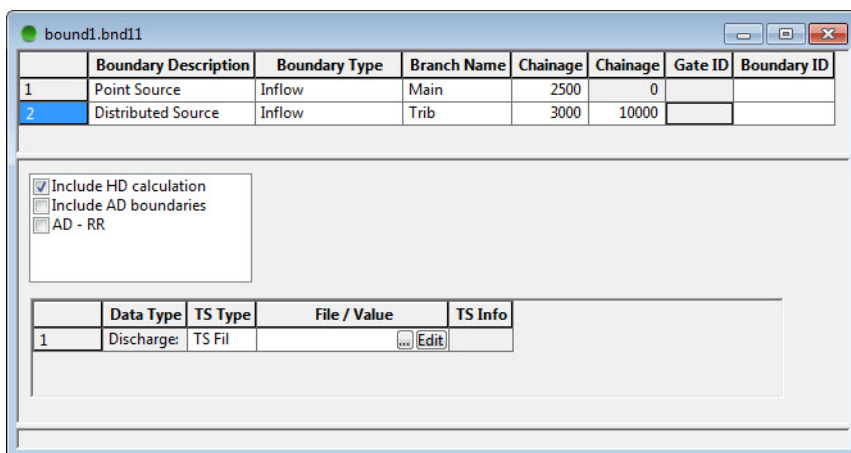 bound1.bnd11
Boundary Description Boundary Type Branch Name Chainage Chainage Gate ID Boundary ID
1 Point Source Inflow Main 2500 0
2 Distributed Source Inflow Trib 3000 10000
Include HD calculation
Include AD boundaries
AD - RR
Data Type TS Type File / Value TS Info
1 Discharge: TS Fil ... Edit